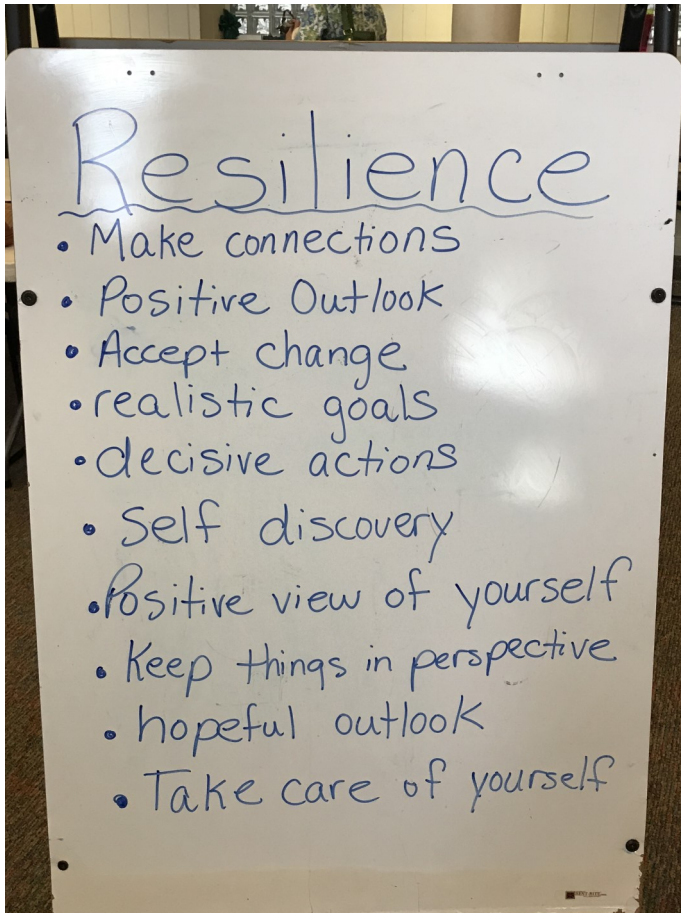 Resilience
• Make connections
• Positive Outlook
• Accept change
• realistic goals
• decisive actions
• Self discovery
• Positive view of yourself
• Keep things in perspective
• hopeful outlook
• Take care of yourself